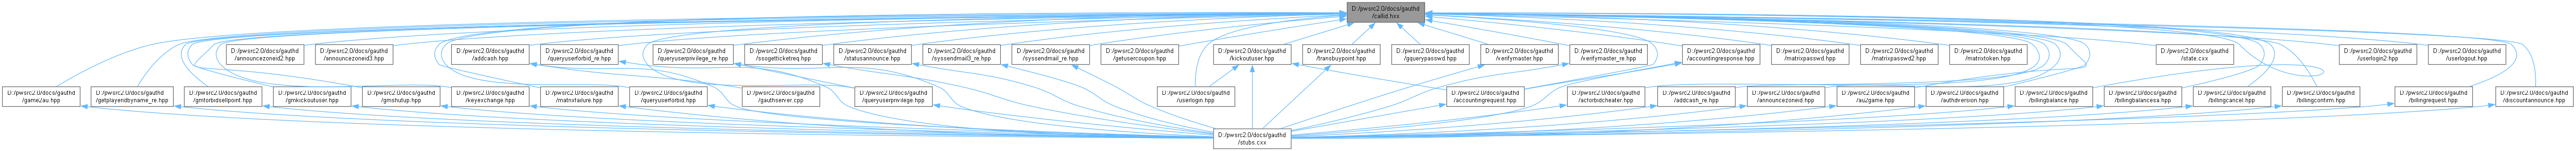 D:/pwsrc2.0/docs/gauthd
/callid.hxx
D:/pwsrc2.0/docs/gauthd
/announcezoneid2.hpp
D:/pwsrc2.0/docs/gauthd
/announcezoneid3.hpp
D:/pwsrc2.0/docs/gauthd
/addcash.hpp
D:/pwsrc2.0/docs/gauthd
/queryuserforbid_re.hpp
D:/pwsrc2.0/docs/gauthd
/queryuserprivilege_re.hpp
D:/pwsrc2.0/docs/gauthd
/ssogetticketreq.hpp
D:/pwsrc2.0/docs/gauthd
/statusannounce.hpp
D:/pwsrc2.0/docs/gauthd
/syssendmail3_re.hpp
D:/pwsrc2.0/docs/gauthd
/syssendmail_re.hpp
D:/pwsrc2.0/docs/gauthd
/getusercoupon.hpp
D:/pwsrc2.0/docs/gauthd
/kickoutuser.hpp
D:/pwsrc2.0/docs/gauthd
/transbuypoint.hpp
D:/pwsrc2.0/docs/gauthd
/gquerypasswd.hpp
D:/pwsrc2.0/docs/gauthd
/verifymaster.hpp
D:/pwsrc2.0/docs/gauthd
/verifymaster_re.hpp
D:/pwsrc2.0/docs/gauthd
/accountingresponse.hpp
D:/pwsrc2.0/docs/gauthd
/matrixpasswd.hpp
D:/pwsrc2.0/docs/gauthd
/matrixpasswd2.hpp
D:/pwsrc2.0/docs/gauthd
/matrixtoken.hpp
D:/pwsrc2.0/docs/gauthd
/state.cxx
D:/pwsrc2.0/docs/gauthd
/userlogin2.hpp
D:/pwsrc2.0/docs/gauthd
/userlogout.hpp
D:/pwsrc2.0/docs/gauthd
/game2au.hpp
D:/pwsrc2.0/docs/gauthd
/getplayeridbyname_re.hpp
D:/pwsrc2.0/docs/gauthd
/gmforbidsellpoint.hpp
D:/pwsrc2.0/docs/gauthd
/gmkickoutuser.hpp
D:/pwsrc2.0/docs/gauthd
/gmshutup.hpp
D:/pwsrc2.0/docs/gauthd
/keyexchange.hpp
D:/pwsrc2.0/docs/gauthd
/matrixfailure.hpp
D:/pwsrc2.0/docs/gauthd
/queryuserforbid.hpp
D:/pwsrc2.0/docs/gauthd
/gauthserver.cpp
D:/pwsrc2.0/docs/gauthd
/queryuserprivilege.hpp
D:/pwsrc2.0/docs/gauthd
/userlogin.hpp
D:/pwsrc2.0/docs/gauthd
/accountingrequest.hpp
D:/pwsrc2.0/docs/gauthd
/acforbidcheater.hpp
D:/pwsrc2.0/docs/gauthd
/addcash_re.hpp
D:/pwsrc2.0/docs/gauthd
/announcezoneid.hpp
D:/pwsrc2.0/docs/gauthd
/au2game.hpp
D:/pwsrc2.0/docs/gauthd
/authdversion.hpp
D:/pwsrc2.0/docs/gauthd
/billingbalance.hpp
D:/pwsrc2.0/docs/gauthd
/billingbalancesa.hpp
D:/pwsrc2.0/docs/gauthd
/billingcancel.hpp
D:/pwsrc2.0/docs/gauthd
/billingconfirm.hpp
D:/pwsrc2.0/docs/gauthd
/billingrequest.hpp
D:/pwsrc2.0/docs/gauthd
/discountannounce.hpp
D:/pwsrc2.0/docs/gauthd
/stubs.cxx